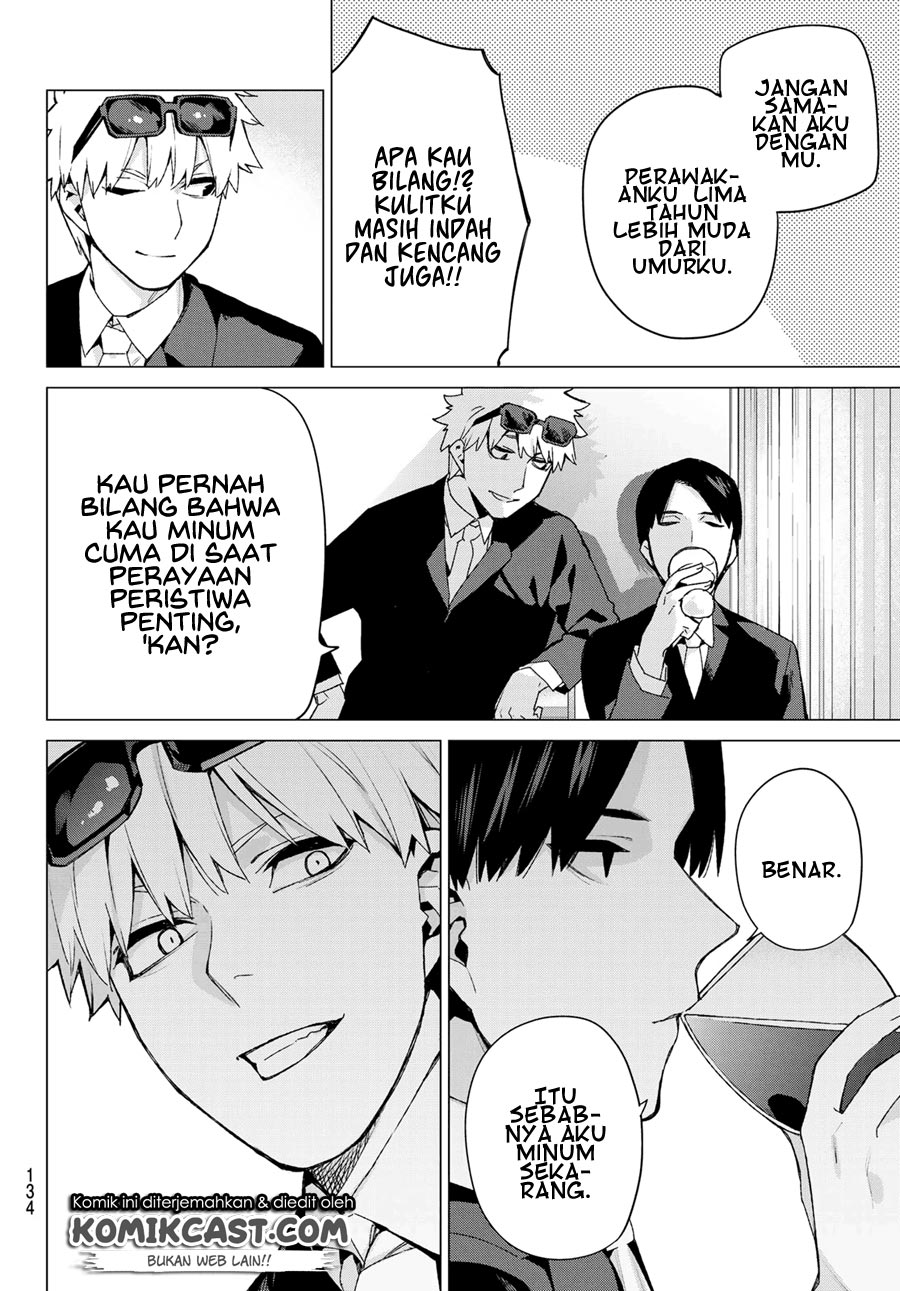 JANGAN
SAMA-
KAN AKU
DENGAN
MU.
PERAWAK-
ANKU LIMA
TAHUN
LEBIH MUDA
DARI
UMURKU.
APA KAU
BILANG!?
KULITKU
MASIH INDAH
DAN KENCANG
JUGA!!
KAU PERNAH
BILANG BAHWA
KAU MINUM
CUMA DI SAAT
PERAYAAN
PERISTIWA
PENTING,
'KAN?
BENAR.
ITU
SEBAB-
NYA AKU
MINUM
SEKA-
RANG.
134
Komik ini diterjemahkan & diedit oleh
KOMIKCAST.COM
BUKAN WEB LAIN!!